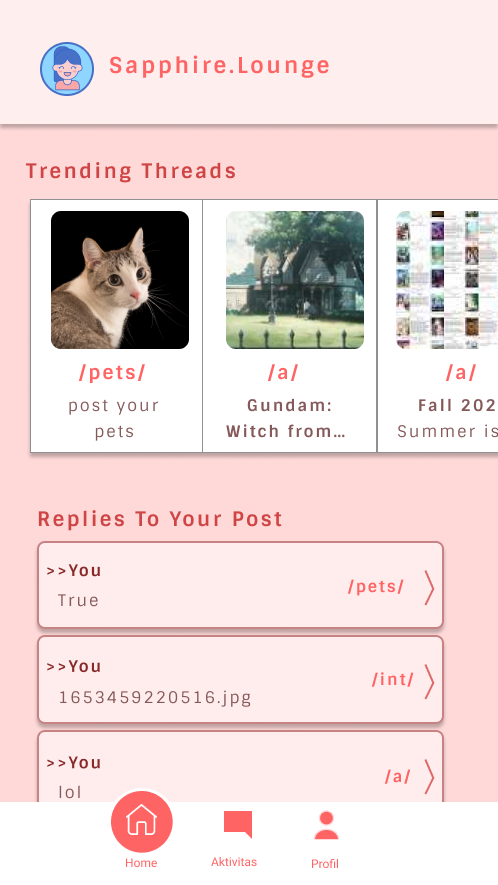 Sapphire.Lounge
Trending Threads
/pets/
post your
pets
/a/
Gundam:
Witch from…
/a/
Fall 202
Summer is
Replies To Your Post
>>You
True
/pets/
>>You
1653459220516.jpg
/int/
>>You
lol
/a/
Home
Aktivitas
Profil